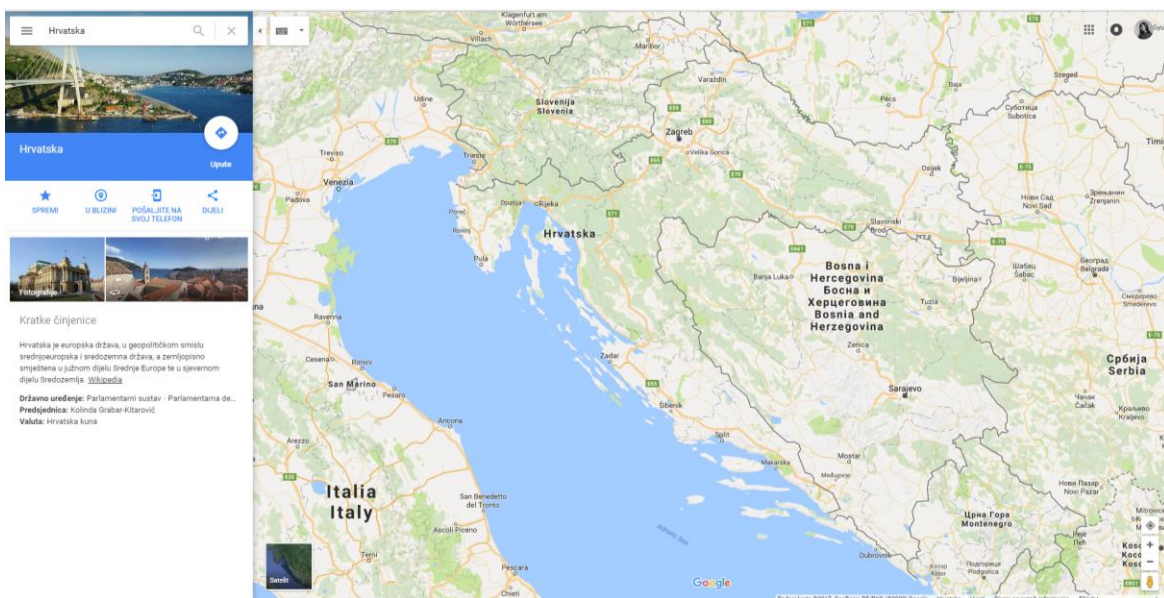 Hrvatska
Hrvatska
Upute
SPREMI
U BLIZINI
POŠALJITE NA
SVOJ TELEFON
DIJELI
Fotografije
Kratke činjenice
Hrvatska je europska država, u geopolitičkom smislu
srednjoeuropska i sredozemna država, a zemljopisno
smještena u južnom dijelu Srednje Europe te u sjevernom
dijelu Sredozemlja. Wikipedia
Državno uređenje: Parlamentarni sustav · Parlamentarna de...
Predsjednica: Kolinda Grabar-Kitarović
Valuta: Hrvatska kuna
Klagenfurt am
Wörthersee
Villach
Maribor
Varaždin
Udine
Slovenija
Slovenia
Zagreb
Velika Gorica
Trieste
Treviso
Venezia
Padova
Opatija
Rijeka
Poreč
Rovinj
Pula
Hrvatska
Pécs
Baja
Szeged
Суботица
Subotica
Osijek
Нови Сад
Novi Sad
Зрењанин
Zrenjanin
Slavonski
Brod
Bosna i
Hercegovina
Босна и
Херцеговина
Bosnia and
Herzegovina
Banja Luka
Bijeljina
Шабац
Šabac
Београд
Belgrade
Смедерево
Smederevo
Tuzla
Zenica
Sarajevo
Србија
Serbia
Чачак
Čačak
Краљево
Kraljevo
Ravenna
Cesena
Rimini
San Marino
Pesaro
Ancona
Arezzo
Zadar
Šibenik
Split
Makarska
Mostar
Međugorje
Italia
Italy
San Benedetto
del Tronto
Ascoli Piceno
Terni
Pescara
Chieti
Adriatic Sea
Нови Пазар
Novi Pazar
Црна Гора
Montenegro
Dubrovnik
Котор
Kotor
Подгорица
Podgorica
Пећ
Satelit
Google